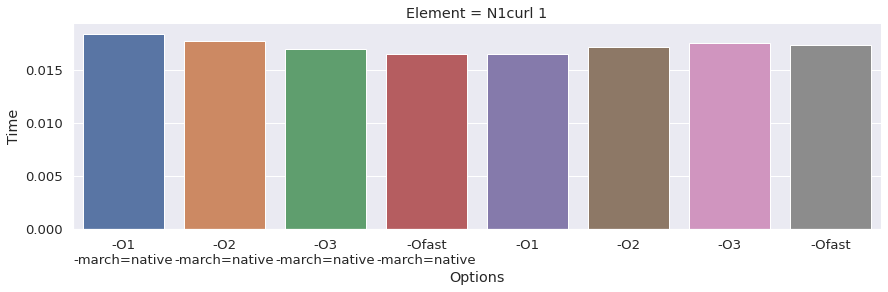 Element = N1curl 1
Time
0.015
0.010
0.005
0.000
-O1 -O2 -O3 -Ofast -O1 -O2 -O3 -Ofast
-march=native -march=native -march=native -march=native
Options